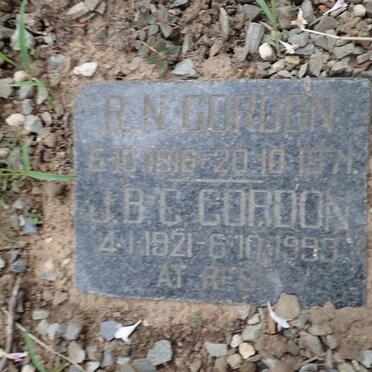 R.N. GORDON
6.10.1916-20.10.1971.
J.B.C. GORDON
4.1.1921-6.10.1993.
AT REST